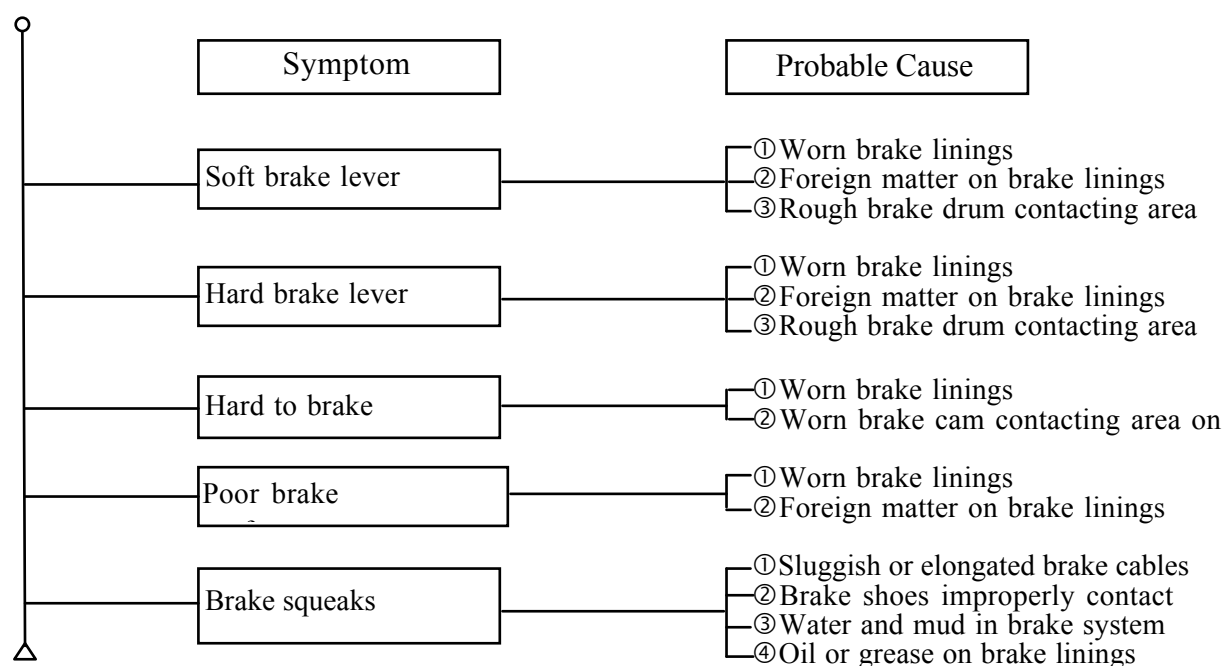 Symptom
Probable Cause
Soft brake lever
①Worn brake linings
②Foreign matter on brake linings
③Rough brake drum contacting area
Hard brake lever
①Worn brake linings
②Foreign matter on brake linings
③Rough brake drum contacting area
Hard to brake
①Worn brake linings
②Worn brake cam contacting area on
Poor brake
①Worn brake linings
②Foreign matter on brake linings
Brake squeaks
①Sluggish or elongated brake cables
②Brake shoes improperly contact
③Water and mud in brake system
④Oil or grease on brake linings